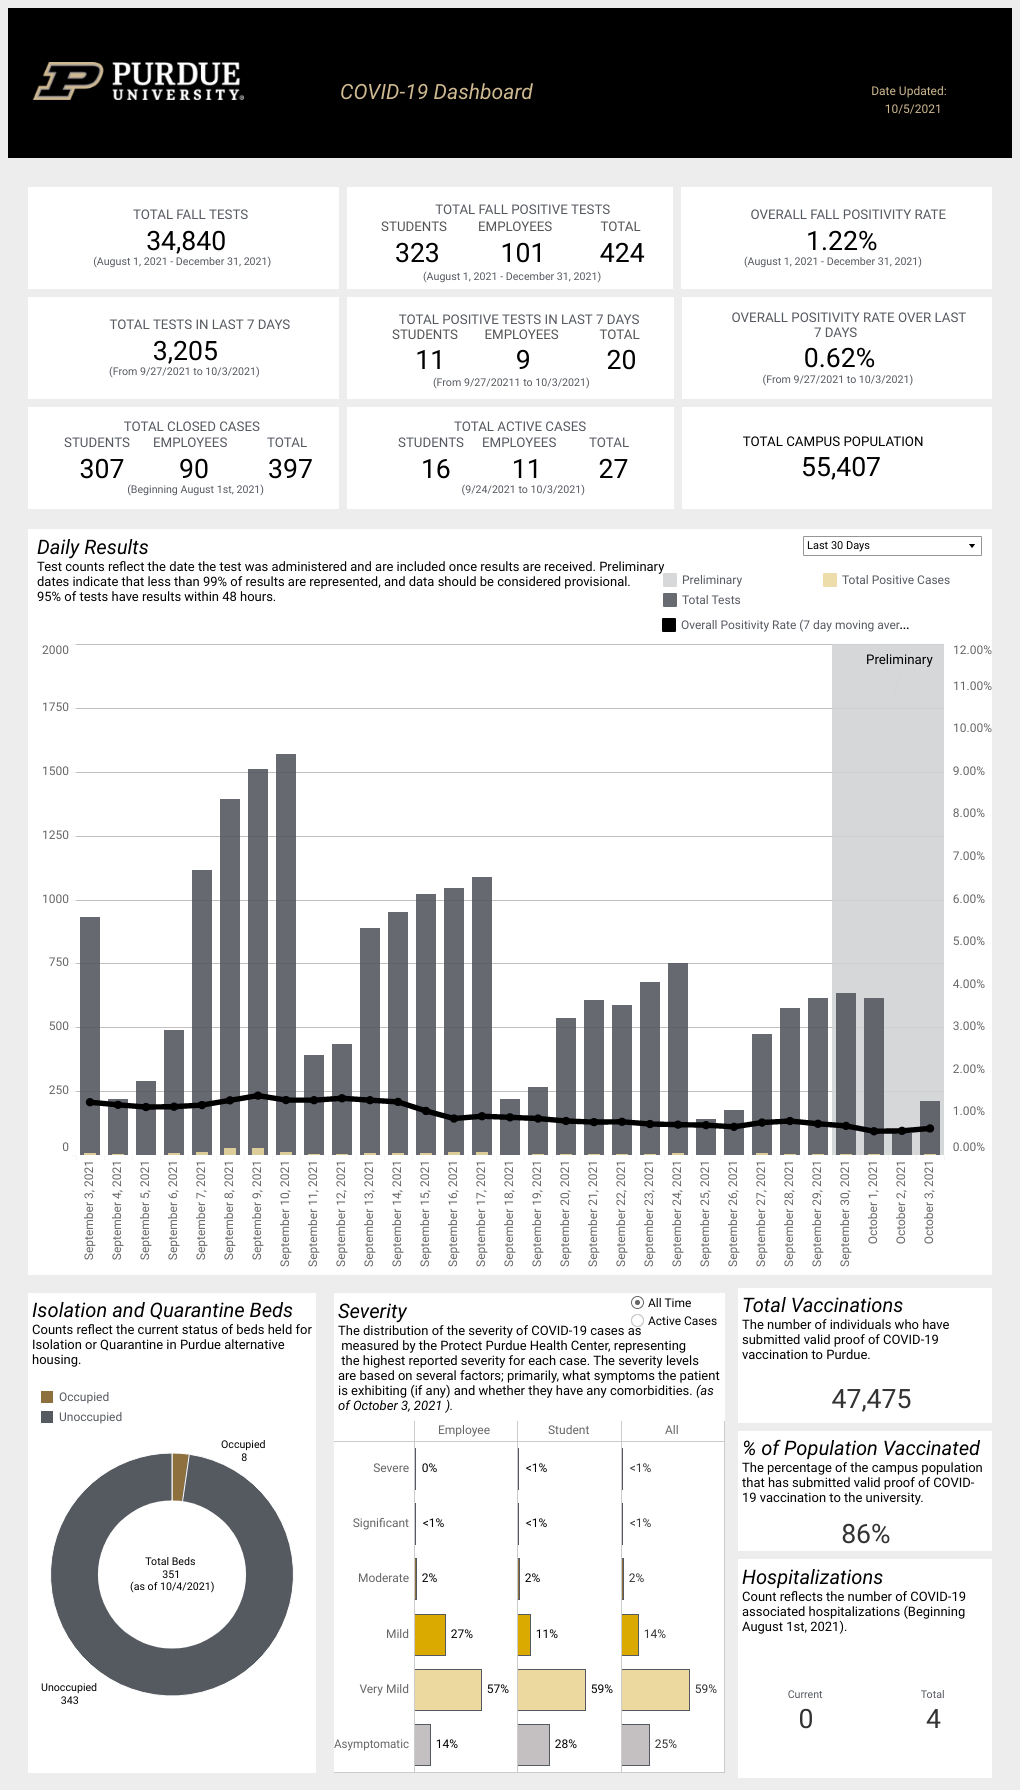 PURDUE
UNIVERSITY®
COVID-19 Dashboard
Date Updated:
10/5/2021
TOTAL FALL TESTS
34,840
(August 1, 2021 - December 31, 2021)
TOTAL FALL POSITIVE TESTS
STUDENTS EMPLOYEES TOTAL
323 101 424
(August 1, 2021 - December 31, 2021)
OVERALL FALL POSITIVITY RATE
1.22%
(August 1, 2021 - December 31, 2021)
TOTAL TESTS IN LAST 7 DAYS
3,205
(From 9/27/2021 to 10/3/2021)
TOTAL POSITIVE TESTS IN LAST 7 DAYS
STUDENTS EMPLOYEES TOTAL
11 9 20
(From 9/27/20211 to 10/3/2021)
OVERALL POSITIVITY RATE OVER LAST
7 DAYS
0.62%
(From 9/27/2021 to 10/3/2021)
TOTAL CLOSED CASES
STUDENTS EMPLOYEES TOTAL
307 90 397
(Beginning August 1st, 2021)
TOTAL ACTIVE CASES
STUDENTS EMPLOYEES TOTAL
16 11 27
(9/24/2021 to 10/3/2021)
TOTAL CAMPUS POPULATION
55,407
Daily Results
Test counts reflect the date the test was administered and are included once results are received. Preliminary
dates indicate that less than 99% of results are represented, and data should be considered provisional.
95% of tests have results within 48 hours.
Last 30 Days
Preliminary Total Positive Cases
Total Tests
Overall Positivity Rate (7 day moving aver...
Preliminary
2000
1750
1500
1250
1000
750
500
250
0
12.00%
11.00%
10.00%
9.00%
8.00%
7.00%
6.00%
5.00%
4.00%
3.00%
2.00%
1.00%
0.00%
September 3, 2021
September 4, 2021
September 5, 2021
September 6, 2021
September 7, 2021
September 8, 2021
September 9, 2021
September 10, 2021
September 11, 2021
September 12, 2021
September 13, 2021
September 14, 2021
September 15, 2021
September 16, 2021
September 17, 2021
September 18, 2021
September 19, 2021
September 20, 2021
September 21, 2021
September 22, 2021
September 23, 2021
September 24, 2021
September 25, 2021
September 26, 2021
September 27, 2021
September 28, 2021
September 29, 2021
September 30, 2021
October 1, 2021
October 2, 2021
October 3, 2021
Isolation and Quarantine Beds
Counts reflect the current status of beds held for
Isolation or Quarantine in Purdue alternative
housing.
Occupied
Unoccupied
Occupied
8
Total Beds
351
(as of 10/4/2021)
Unoccupied
343
Severity
All Time
Active Cases
The distribution of the severity of COVID-19 cases as
measured by the Protect Purdue Health Center, representing
the highest reported severity for each case. The severity levels
are based on several factors; primarily, what symptoms the patient
is exhibiting (if any) and whether they have any comorbidities. (as
of October 3, 2021 ).
Employee Student All
Severe 0% <1% <1%
Significant <1% <1% <1%
Moderate 2% 2% 2%
Mild 27% 11% 14%
Very Mild 57% 59% 59%
Asymptomatic 14% 28% 25%
Total Vaccinations
The number of individuals who have
submitted valid proof of COVID-19
vaccination to Purdue.
47,475
% of Population Vaccinated
The percentage of the campus population
that has submitted valid proof of COVID-
19 vaccination to the university.
86%
Hospitalizations
Count reflects the number of COVID-19
associated hospitalizations (Beginning
August 1st, 2021).
Current Total
0 4